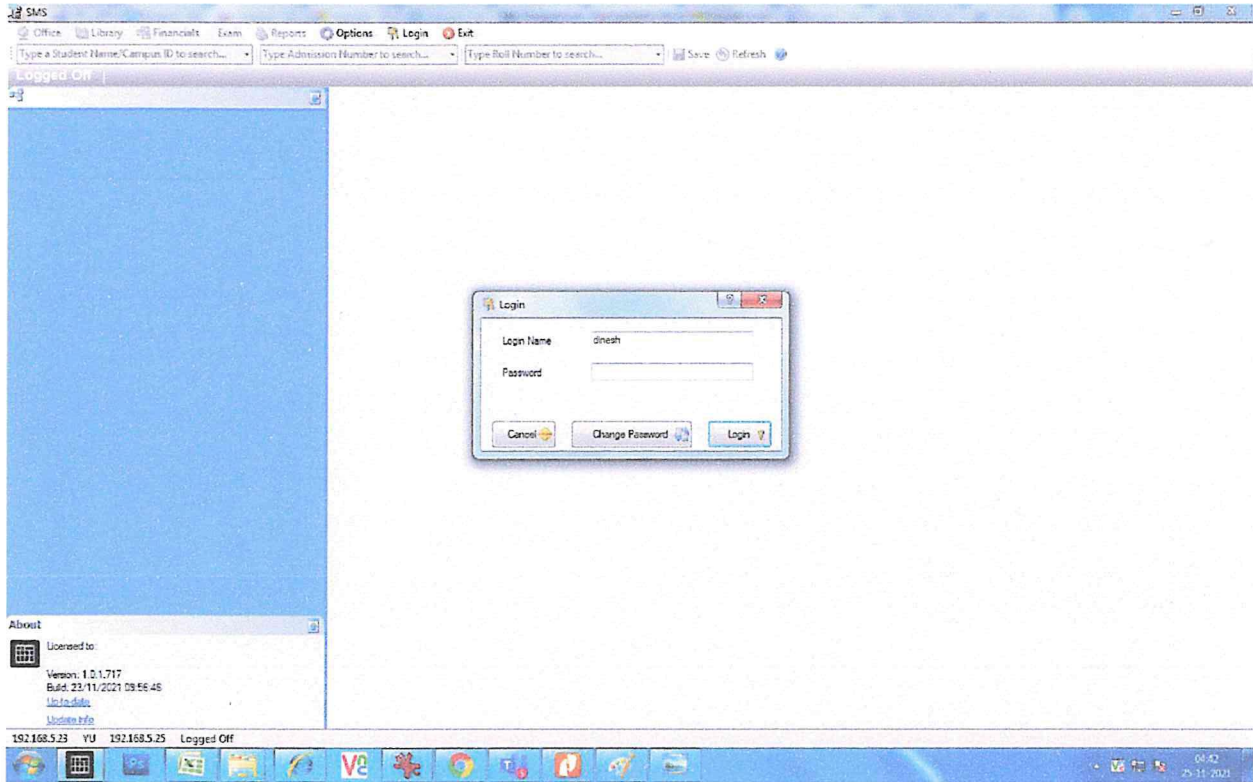 SMS
Office Library Financials Exam Reports Options Login Exit
Type a Student Name/Campus ID to search... Type Admission Number to search... Type Roll Number to search... Save Refresh
Logged Off
Login
Login Name dinesh
Password
Cancel Change Password Login
About
Licensed to:
Version: 1.0.1.717
Build: 23/11/2021 09:56:46
Up to date
Update Info
192.168.5.23 YU 192.168.5.25 Logged Off
04:42
25-11-2021